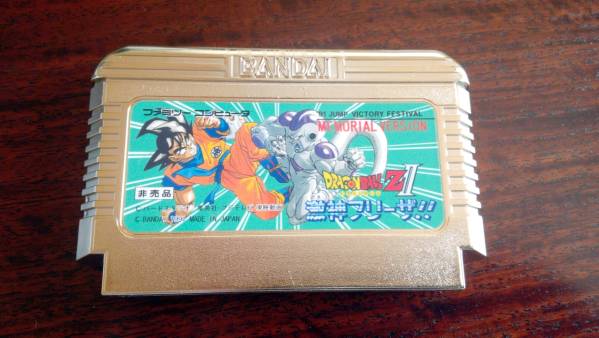 BANDAI
ファミリーコンピュータ
'91 JUMP VICTORY FESTIVAL
MEMORIAL VERSION
非売品
DRAGON BALL Z II
激神フリーザ!!
MADE IN JAPAN